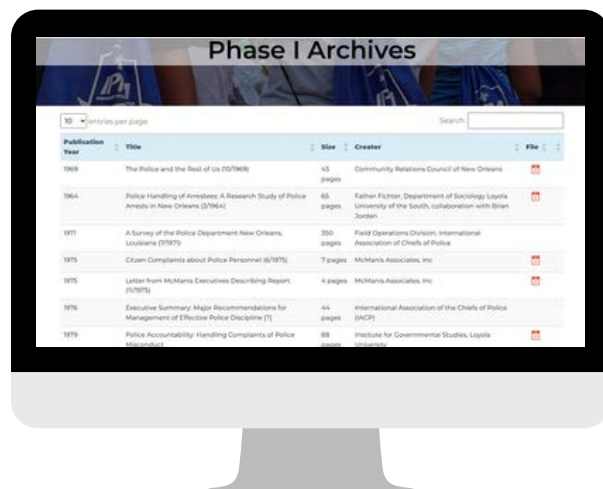 Phase I Archives
10 entries per page
Search:
Publication Year Title Size Creator File
1969 The Police and the Rest of Us (10/1969) 45 pages Community Relations Council of New Orleans
1964 Police Handling of Arrestees: A Research Study of Police Arrests in New Orleans (3/1964) 65 pages Father Fichter, Department of Sociology Loyola University of the South, collaboration with Brian Jordan
1971 A Survey of the Police Department New Orleans, Louisiana (7/1971) 350 pages Field Operations Division, International Association of Chiefs of Police
1975 Citizen Complaints about Police Personnel (6/1975) 7 pages McManis Associates, Inc
1975 Letter from McManis Executives Describing Report (11/1975) 4 pages McManis Associates, Inc
1976 Executive Summary: Major Recommendations for Management of Effective Police Discipline [?] 44 pages International Association of the Chiefs of Police (IACP)
1979 Police Accountability: Handling Complaints of Police Misconduct 88 pages Institute for Governmental Studies, Loyola University